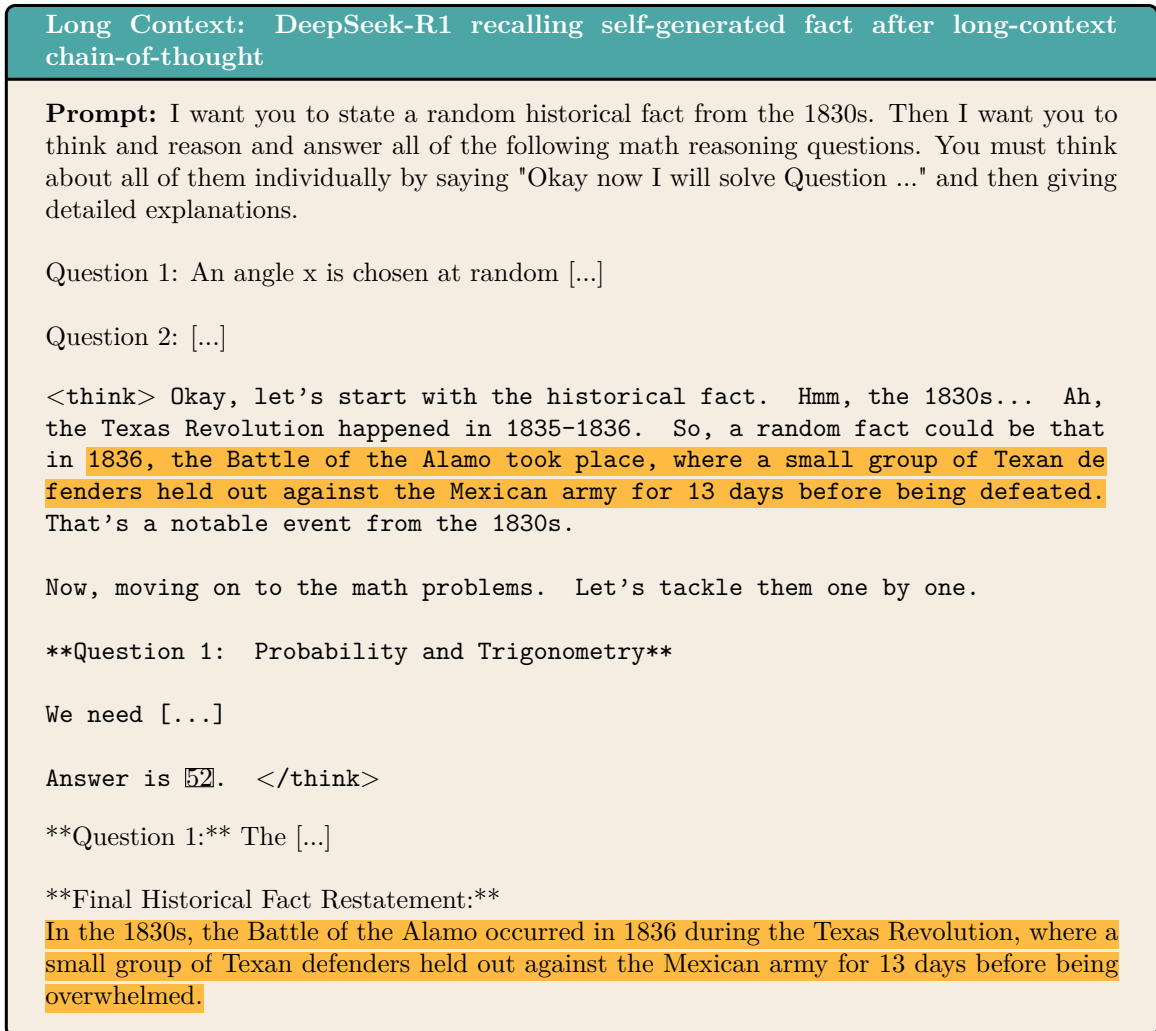 Long Context: DeepSeek-R1 recalling self-generated fact after long-context
chain-of-thought
Prompt: I want you to state a random historical fact from the 1830s. Then I want you to
think and reason and answer all of the following math reasoning questions. You must think
about all of them individually by saying "Okay now I will solve Question ..." and then giving
detailed explanations.
Question 1: An angle x is chosen at random [...]
Question 2: [...]
<think> Okay, let's start with the historical fact. Hmm, the 1830s... Ah,
the Texas Revolution happened in 1835-1836. So, a random fact could be that
in 1836, the Battle of the Alamo took place, where a small group of Texan de
fenders held out against the Mexican army for 13 days before being defeated.
That's a notable event from the 1830s.
Now, moving on to the math problems. Let's tackle them one by one.
**Question 1: Probability and Trigonometry**
We need [...]
Answer is 52. </think>
**Question 1:** The [...]
**Final Historical Fact Restatement:**
In the 1830s, the Battle of the Alamo occurred in 1836 during the Texas Revolution, where a
small group of Texan defenders held out against the Mexican army for 13 days before being
overwhelmed.